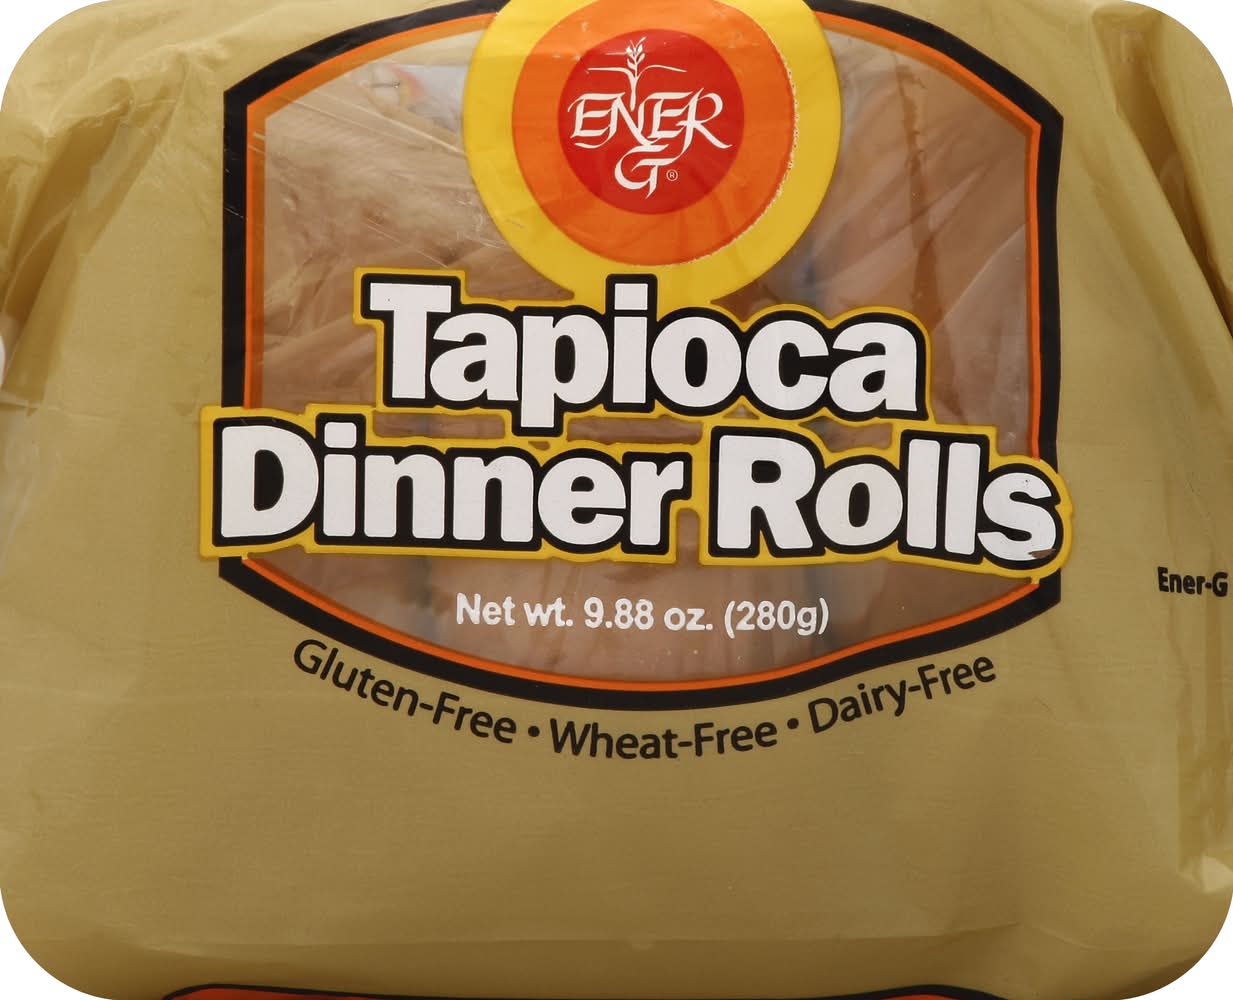 ENER
G®
Tapioca
Dinner Rolls
Net wt. 9.88 oz. (280g)
Gluten-Free • Wheat-Free • Dairy-Free
Ener-G